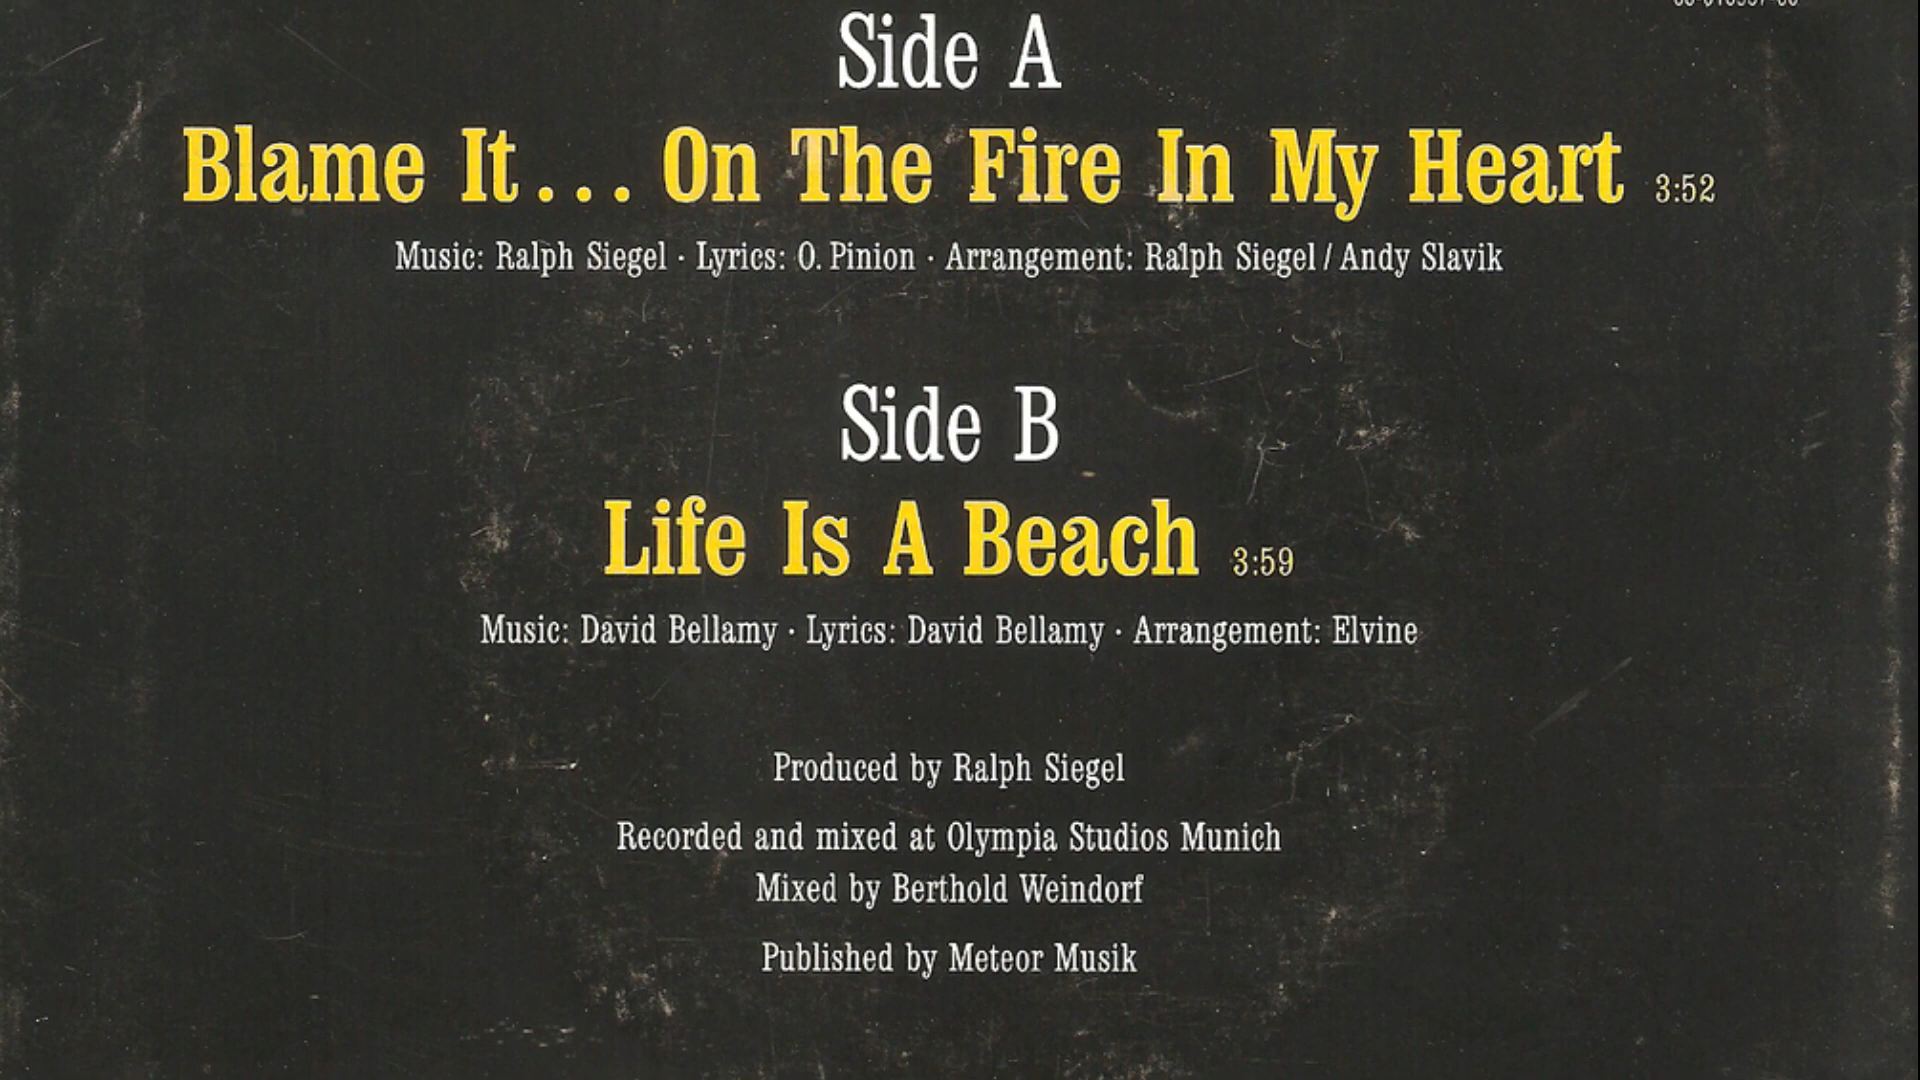 Side A
Blame It... On The Fire In My Heart 3:52
Music: Ralph Siegel · Lyrics: O. Pinion · Arrangement: Ralph Siegel / Andy Slavik
Side B
Life Is A Beach 3:59
Music: David Bellamy · Lyrics: David Bellamy · Arrangement: Elvine
Produced by Ralph Siegel
Recorded and mixed at Olympia Studios Munich
Mixed by Berthold Weindorf
Published by Meteor Musik